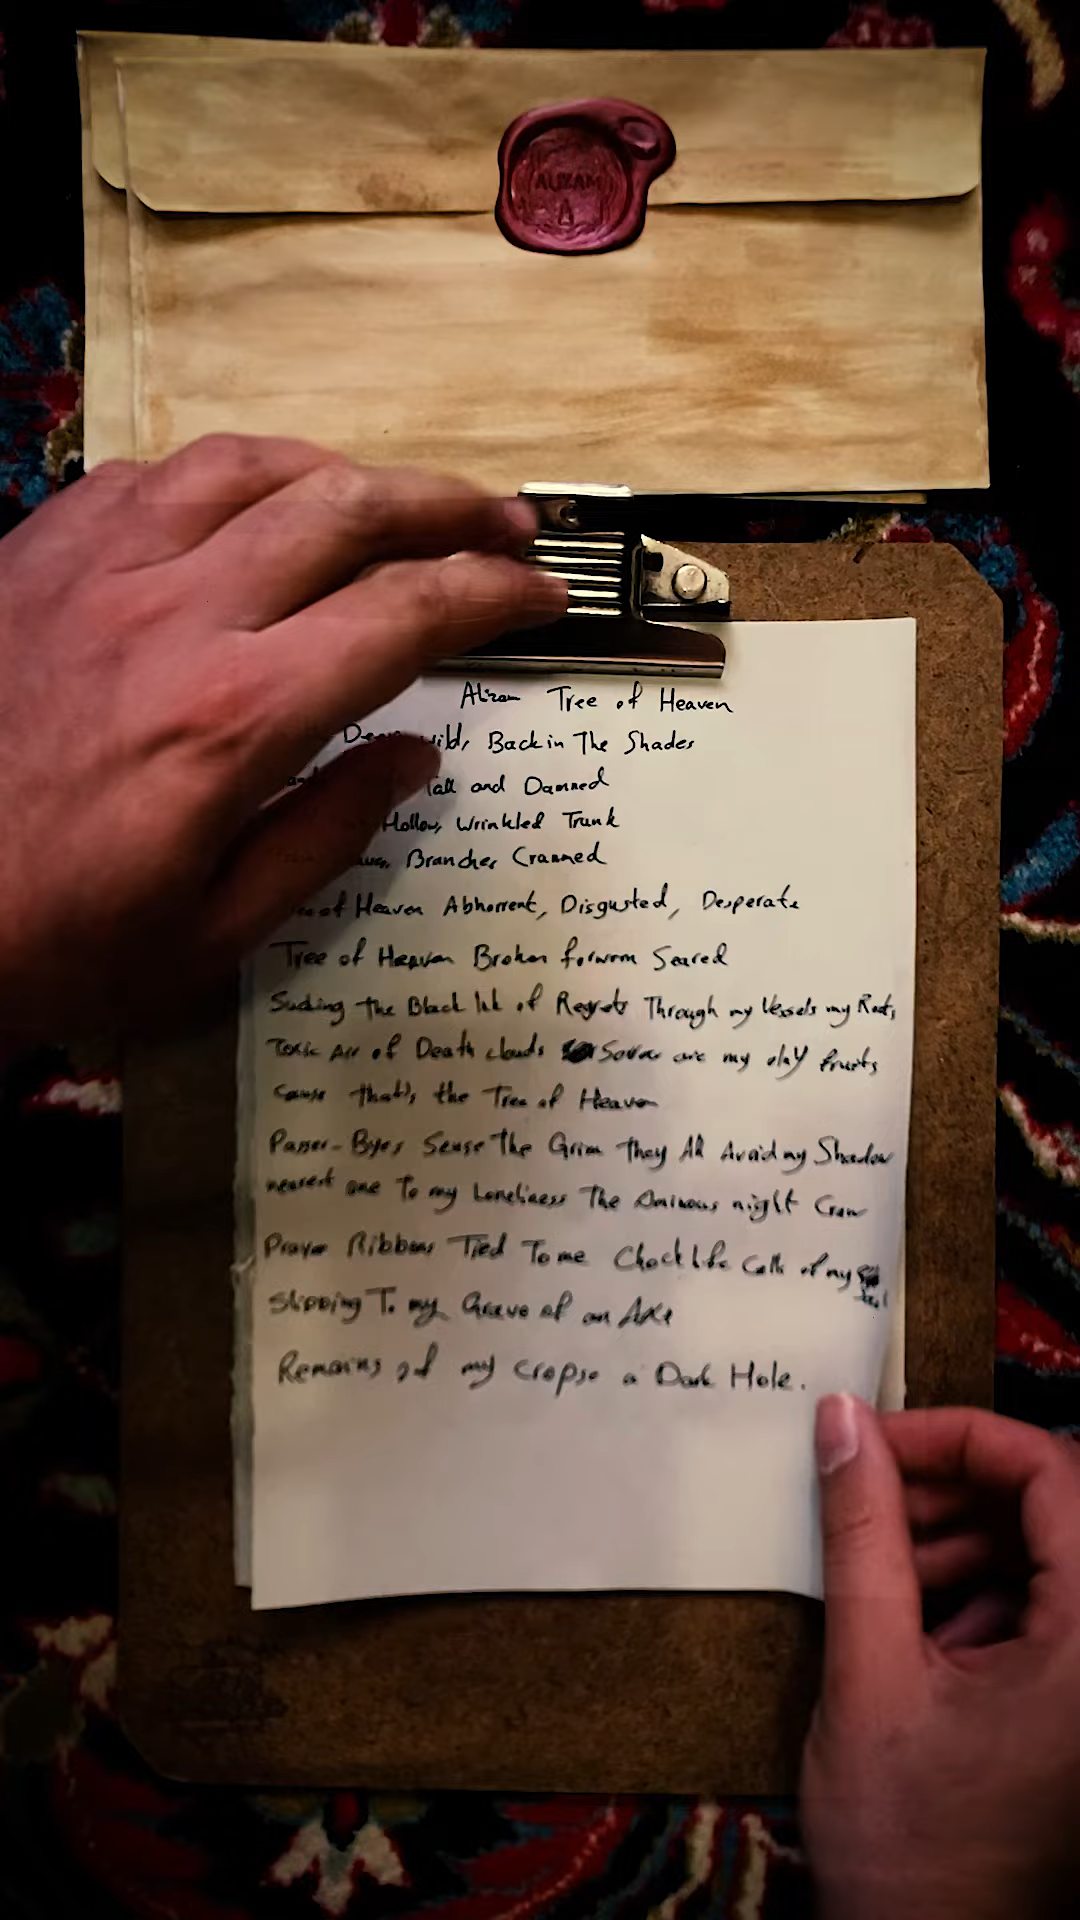 ALIZAM
Alizam Tree of Heaven
wild, Back in The Shades
Tall and Damned
Hollow, Wrinkled Trunk
Branches Crammed
of Heaven Abhorrent, Disgusted, Desperate
Tree of Heaven Broken forworn Seared
Sucking the Black Ink of Regrets Through my Vessels my Roots
Toxic Air of Death clouds Sorrow are my only fruits
cause that's the Tree of Heaven
Passer-Byes Sense The Grim they All Avoid my Shadow
nearest one To my Loneliness The Ominous night Crow
Prayer Ribbons Tied To me Chock Life Cells of my
Soul
Slipping To my Grave of an Axe
Remains of my cropse a Dark Hole.